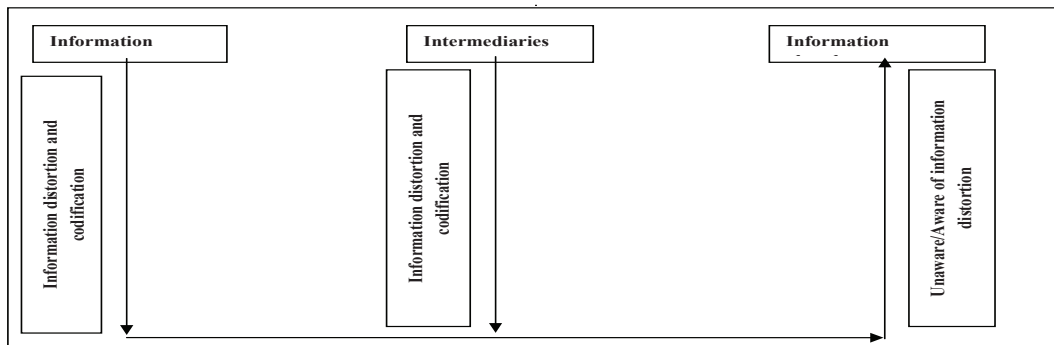 Information
Intermediaries
Information
Information distortion and
codification
Information distortion and
codification
Unaware/Aware of information
distortion